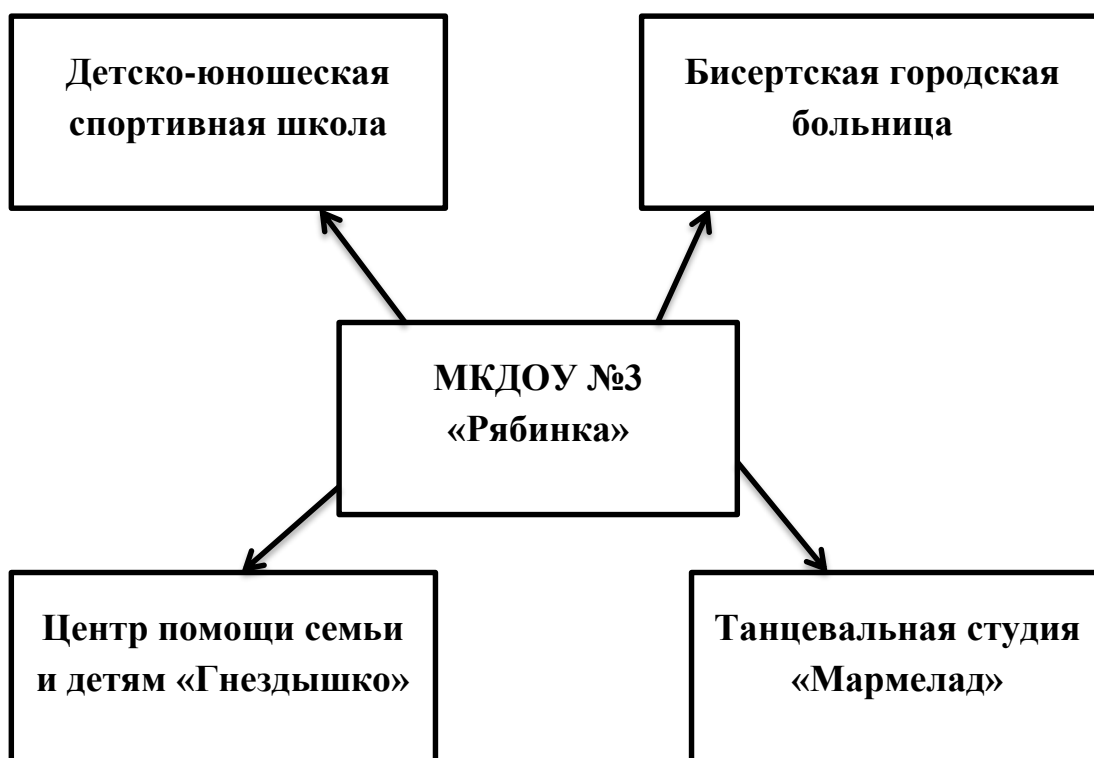 Детско-юношеская
спортивная школа
Бисертская городская
больница
МКДОУ №3
«Рябинка»
Центр помощи семьи
и детям «Гнездышко»
Танцевальная студия
«Мармелад»